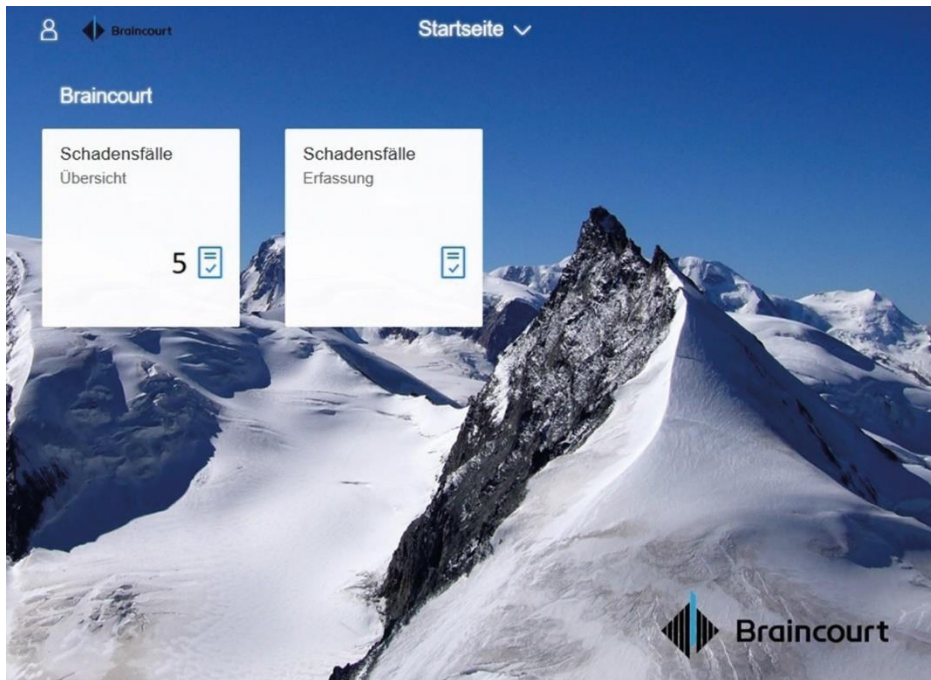 Braincourt
Startseite
Braincourt
Schadensfälle
Übersicht
5
Schadensfälle
Erfassung
Braincourt